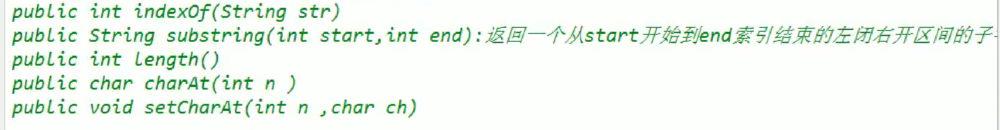 public int indexOf(String str)
public String substring(int start,int end):返回一个从start开始到end索引结束的左闭右开区间的子
public int length()
public char charAt(int n )
public void setCharAt(int n ,char ch)